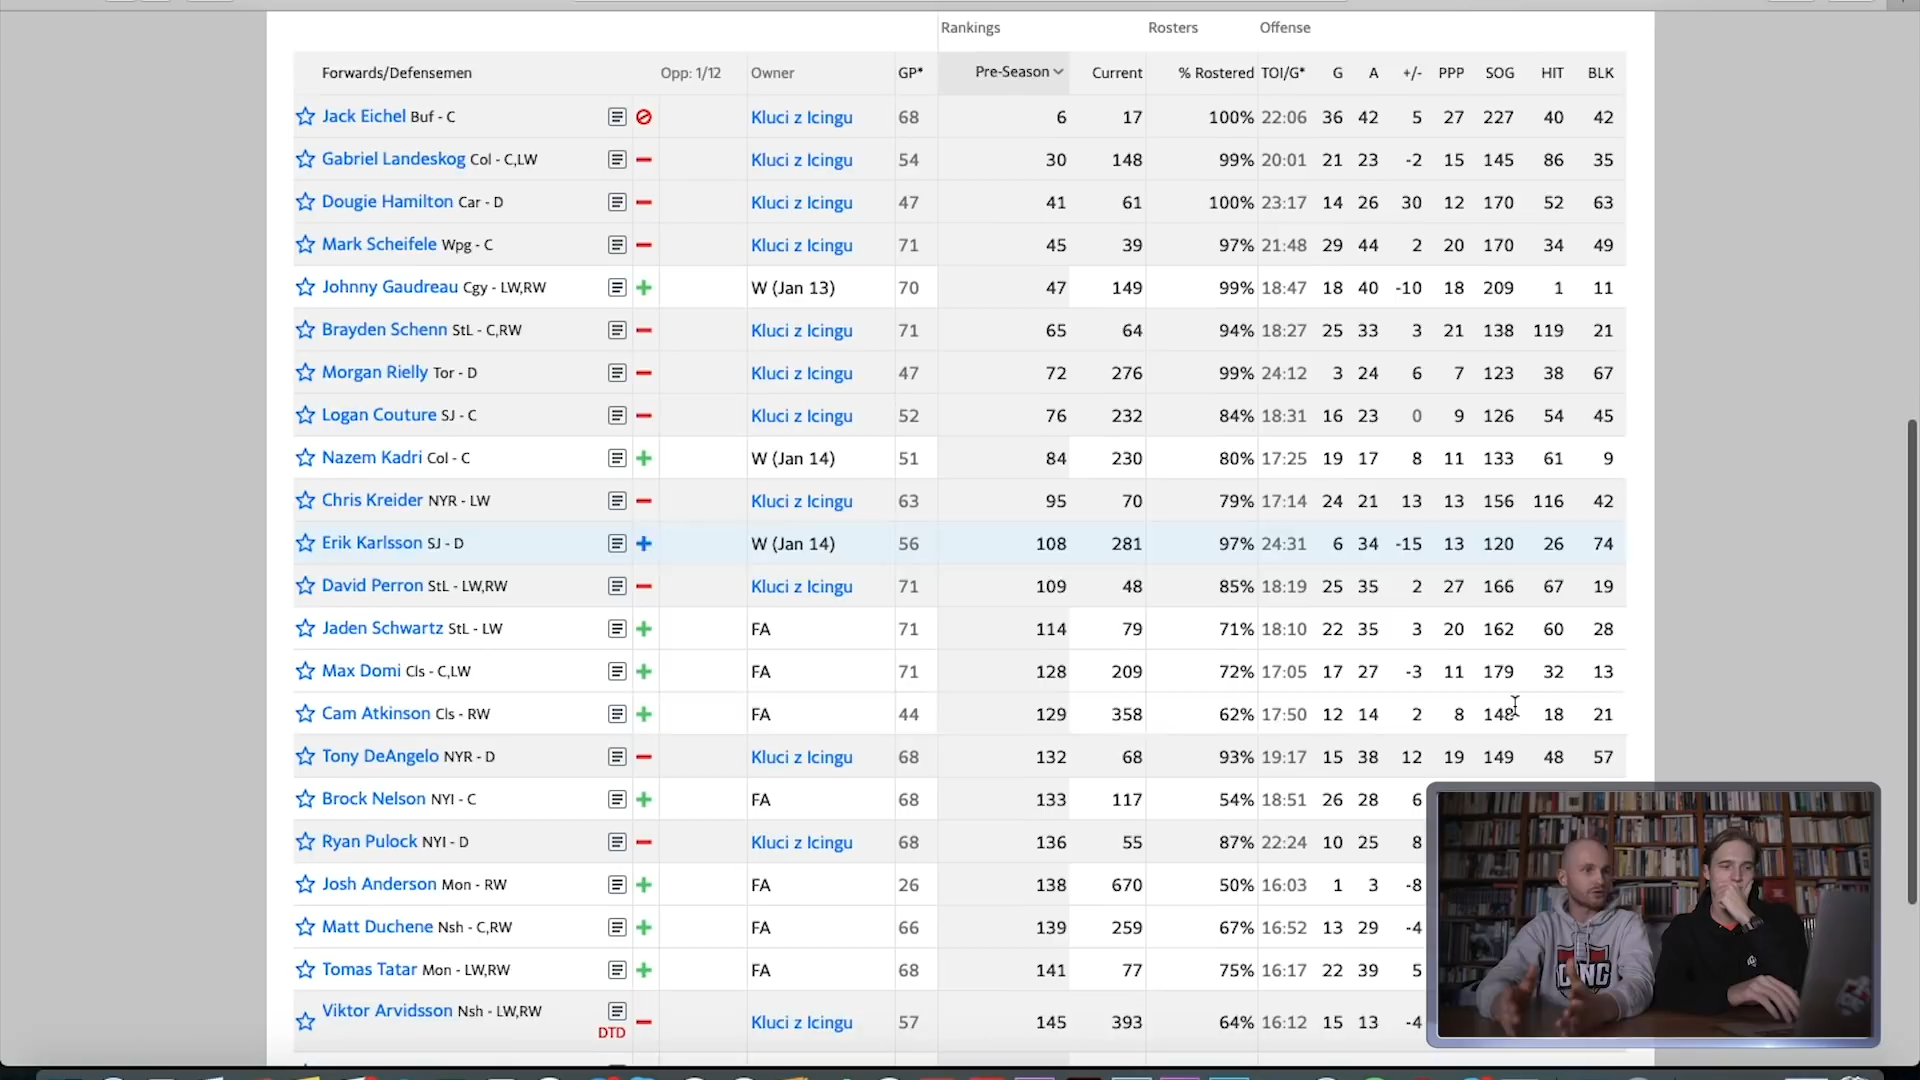 Rankings Rosters Offense
Forwards/Defensemen Opp: 1/12 Owner GP* Pre-Season Current % Rostered TOI/G* G A +/- PPP SOG HIT BLK
Jack Eichel Buf - C Kluci z Icingu 68 6 17 100% 22:06 36 42 5 27 227 40 42
Gabriel Landeskog Col - C,LW Kluci z Icingu 54 30 148 99% 20:01 21 23 -2 15 145 86 35
Dougie Hamilton Car - D Kluci z Icingu 47 41 61 100% 23:17 14 26 30 12 170 52 63
Mark Scheifele Wpg - C Kluci z Icingu 71 45 39 97% 21:48 29 44 2 20 170 34 49
Johnny Gaudreau Cgy - LW,RW W (Jan 13) 70 47 149 99% 18:47 18 40 -10 18 209 1 11
Brayden Schenn StL - C,RW Kluci z Icingu 71 65 64 94% 18:27 25 33 3 21 138 119 21
Morgan Rielly Tor - D Kluci z Icingu 47 72 276 99% 24:12 3 24 6 7 123 38 67
Logan Couture SJ - C Kluci z Icingu 52 76 232 84% 18:31 16 23 0 9 126 54 45
Nazem Kadri Col - C W (Jan 14) 51 84 230 80% 17:25 19 17 8 11 133 61 9
Chris Kreider NYR - LW Kluci z Icingu 63 95 70 79% 17:14 24 21 13 13 156 116 42
Erik Karlsson SJ - D W (Jan 14) 56 108 281 97% 24:31 6 34 -15 13 120 26 74
David Perron StL - LW,RW Kluci z Icingu 71 109 48 85% 18:19 25 35 2 27 166 67 19
Jaden Schwartz StL - LW FA 71 114 79 71% 18:10 22 35 3 20 162 60 28
Max Domi Cls - C,LW FA 71 128 209 72% 17:05 17 27 -3 11 179 32 13
Cam Atkinson Cls - RW FA 44 129 358 62% 17:50 12 14 2 8 148 18 21
Tony DeAngelo NYR - D Kluci z Icingu 68 132 68 93% 19:17 15 38 12 19 149 48 57
Brock Nelson NYI - C FA 68 133 117 54% 18:51 26 28 6
Ryan Pulock NYI - D Kluci z Icingu 68 136 55 87% 22:24 10 25 8
Josh Anderson Mon - RW FA 26 138 670 50% 16:03 1 3 -8
Matt Duchene Nsh - C,RW FA 66 139 259 67% 16:52 13 29 -4
Tomas Tatar Mon - LW,RW FA 68 141 77 75% 16:17 22 39 5
Viktor Arvidsson Nsh - LW,RW DTD Kluci z Icingu 57 145 393 64% 16:12 15 13 -4